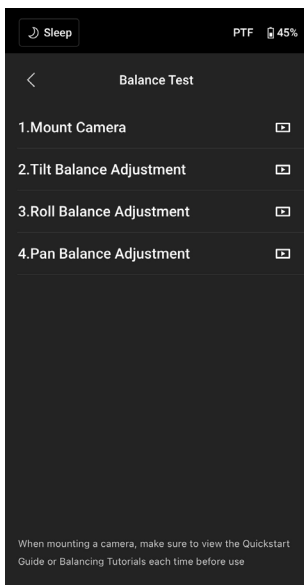 Sleep PTF 45%
Balance Test
1.Mount Camera
2.Tilt Balance Adjustment
3.Roll Balance Adjustment
4.Pan Balance Adjustment
When mounting a camera, make sure to view the Quickstart
Guide or Balancing Tutorials each time before use